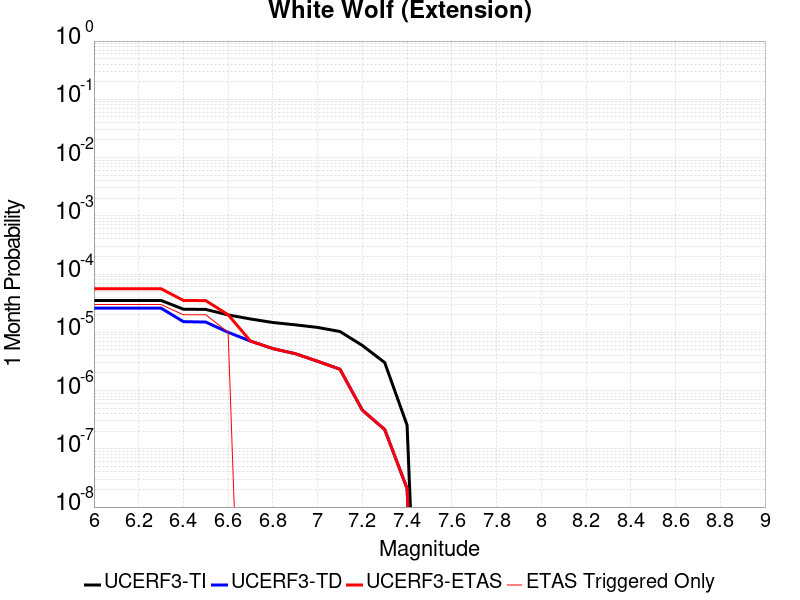 White Wolf (Extension)
1 Month Probability
10^0
10^-1
10^-2
10^-3
10^-4
10^-5
10^-6
10^-7
10^-8
6 6.2 6.4 6.6 6.8 7 7.2 7.4 7.6 7.8 8 8.2 8.4 8.6 8.8 9
Magnitude
UCERF3-TI UCERF3-TD UCERF3-ETAS ETAS Triggered Only